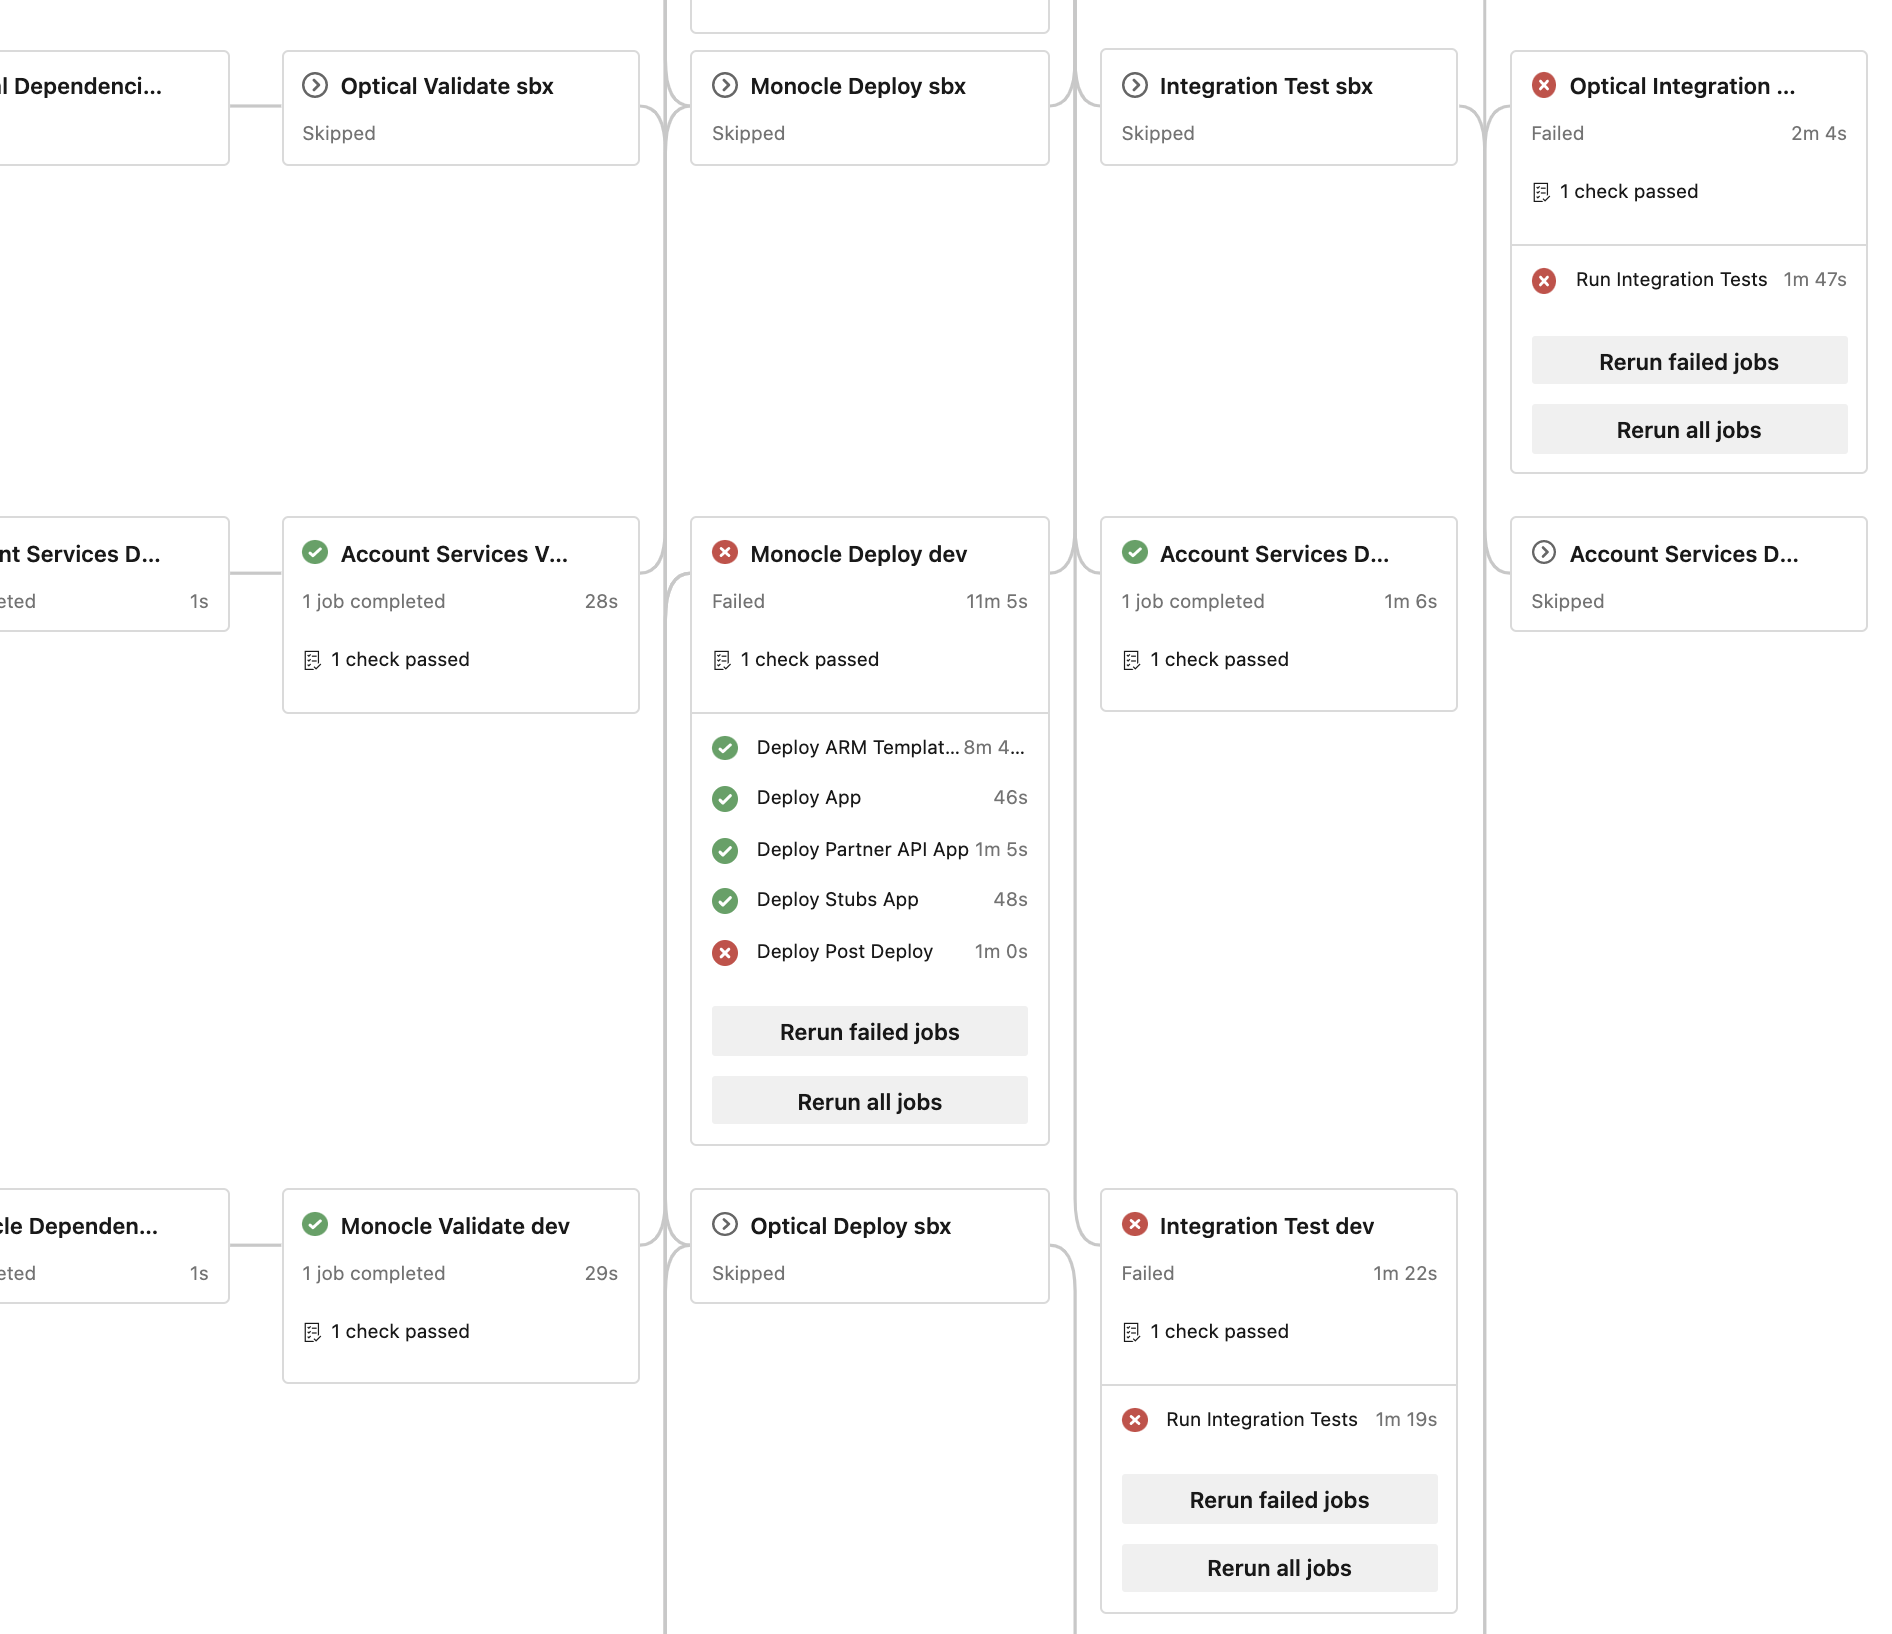 l Dependenci...
Optical Validate sbx
Skipped
Monocle Deploy sbx
Skipped
Integration Test sbx
Skipped
Optical Integration ...
Failed 2m 4s
1 check passed
Run Integration Tests 1m 47s
Rerun failed jobs
Rerun all jobs
nt Services D...
eted 1s
Account Services V...
1 job completed 28s
1 check passed
Monocle Deploy dev
Failed 11m 5s
1 check passed
Deploy ARM Templat... 8m 4...
Deploy App 46s
Deploy Partner API App 1m 5s
Deploy Stubs App 48s
Deploy Post Deploy 1m 0s
Rerun failed jobs
Rerun all jobs
Account Services D...
1 job completed 1m 6s
1 check passed
Account Services D...
Skipped
cle Dependen...
eted 1s
Monocle Validate dev
1 job completed 29s
1 check passed
Optical Deploy sbx
Skipped
Integration Test dev
Failed 1m 22s
1 check passed
Run Integration Tests 1m 19s
Rerun failed jobs
Rerun all jobs